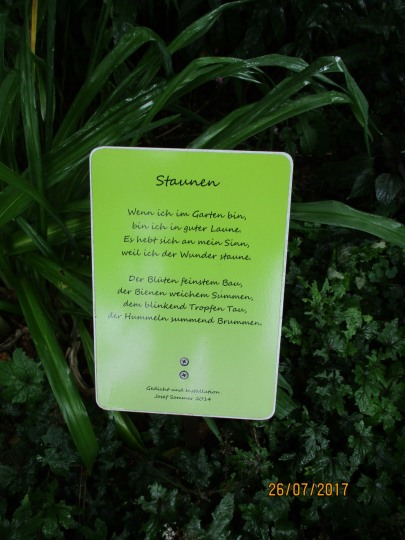 Staunen
Wenn ich im Garten bin,
bin ich in guter Laune.
Es hebt sich an mein Sinn,
weil ich der Wunder staune.
Der Blüten feinstem Bau,
der Bienen weichem Summen,
dem blinkend Tropfen Tau,
der Hummeln summend Brummen.
Gedicht und Installation
Josef Sommer 2014
26/07/2017